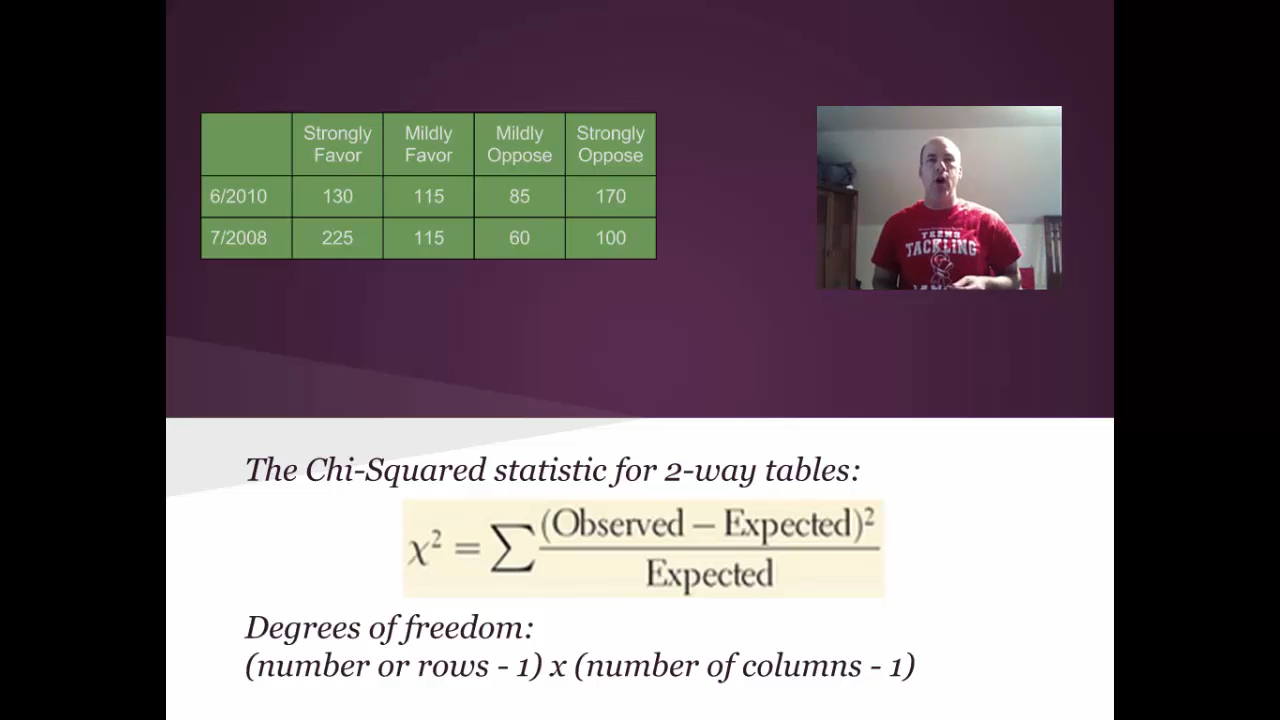 Strongly Favor Mildly Favor Mildly Oppose Strongly Oppose
6/2010 130 115 85 170
7/2008 225 115 60 100
TEENS
TACKLING
The Chi-Squared statistic for 2-way tables:
χ² = ∑ (Observed – Expected)² / Expected
Degrees of freedom:
(number or rows - 1) x (number of columns - 1)